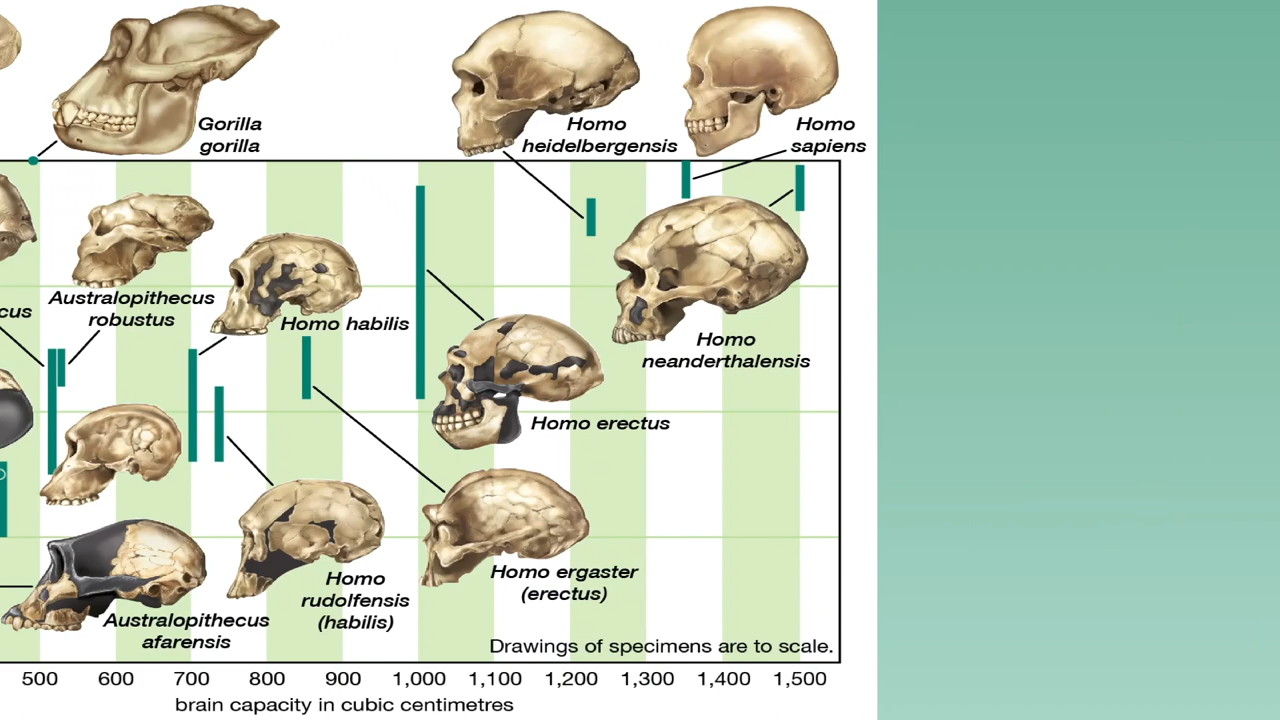 Gorilla
gorilla
Homo
heidelbergensis
Homo
sapiens
Australopithecus
robustus
cus
Homo habilis
Homo
neanderthalensis
Homo erectus
Homo ergaster
(erectus)
Homo
rudolfensis
(habilis)
Australopithecus
afarensis
Drawings of specimens are to scale.
500 600 700 800 900 1,000 1,100 1,200 1,300 1,400 1,500
brain capacity in cubic centimetres